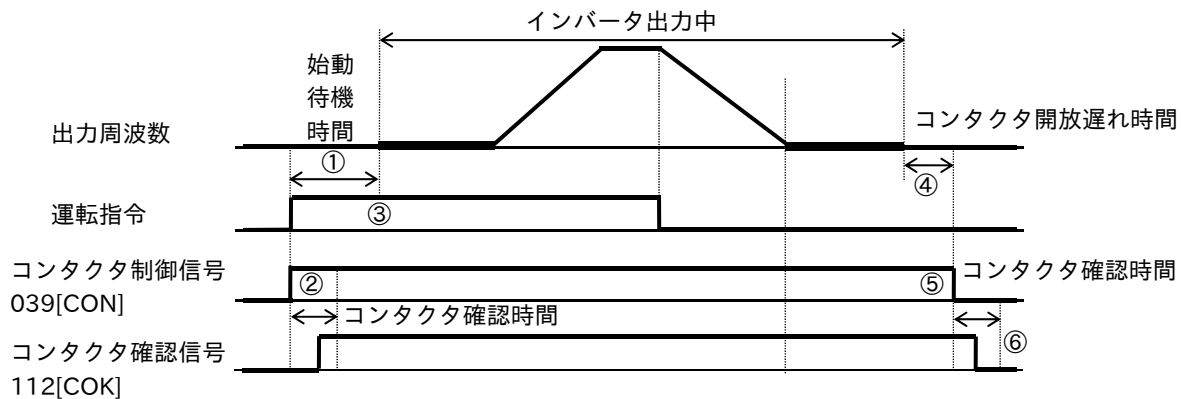 インバータ出力中
始動
待機
時間
出力周波数
コンタクタ開放遅れ時間
①
④
運転指令
③
コンタクタ制御信号
039[CON]
②
⑤
コンタクタ確認時間
コンタクタ確認時間
コンタクタ確認信号
112[COK]
⑥